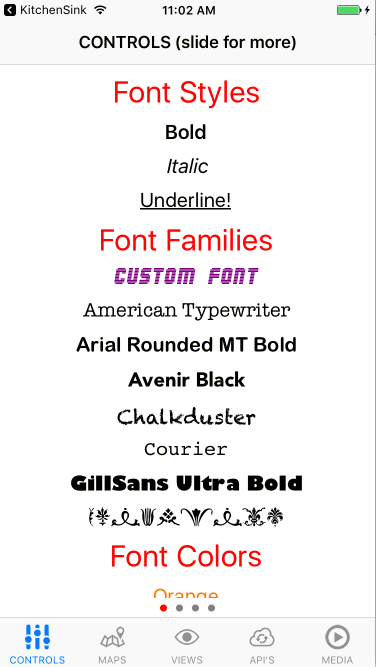 KitchenSink
11:02 AM
CONTROLS (slide for more)
Font Styles
Bold
Italic
Underline!
Font Families
CUSTOM FONT
American Typewriter
Arial Rounded MT Bold
Avenir Black
Chalkduster
Courier
GillSans Ultra Bold
Font Colors
Orange
CONTROLS
MAPS
VIEWS
API'S
MEDIA